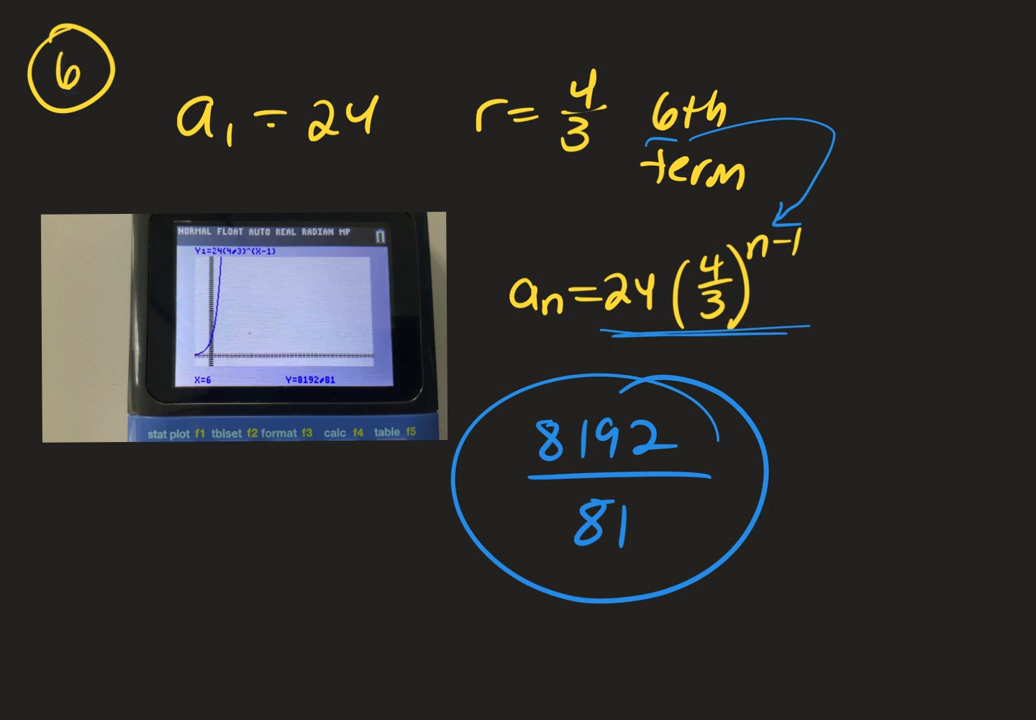 6
a₁ = 24 r = 4/3 6th term
NORMAL FLOAT AUTO REAL RADIAN MP
Y1=24(4/3)^(X-1)
aₙ = 24(4/3)ⁿ⁻¹
X=6 Y=8192/81
stat plot f1 tblset f2 format f3 calc f4 table f5
8192/81